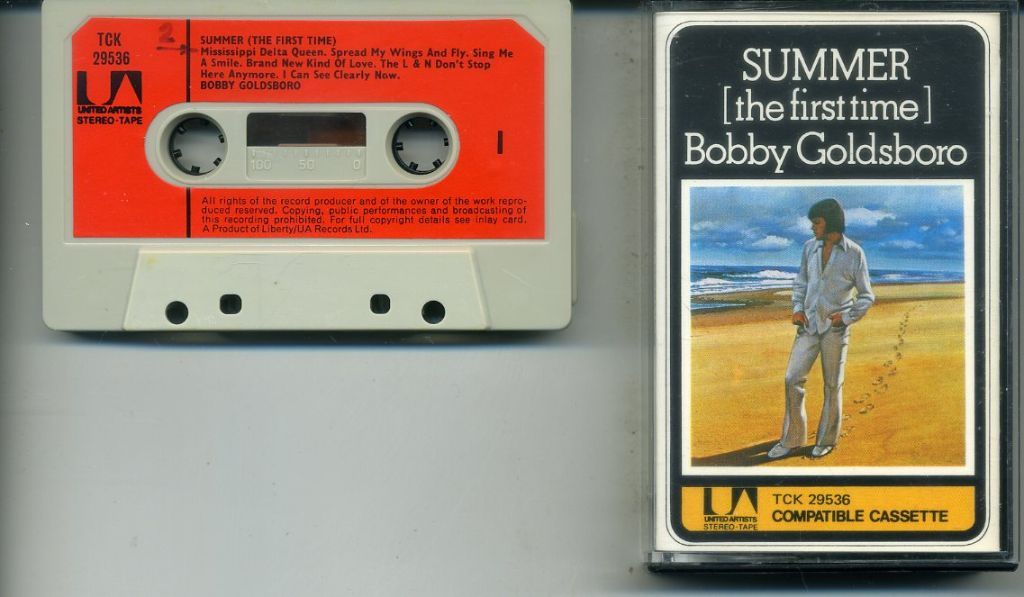 TCK
29536
2
UA
UNITED ARTISTS
STEREO-TAPE
SUMMER (THE FIRST TIME)
Mississippi Delta Queen. Spread My Wings And Fly. Sing Me
A Smile. Brand New Kind Of Love. The L & N Don't Stop
Here Anymore. I Can See Clearly Now.
BOBBY GOLDSBORO
100 50 0
1
All rights of the record producer and of the owner of the work repro-
duced reserved. Copying, public performances and broadcasting of
this recording prohibited. For full copyright details see inlay card.
A Product of Liberty/UA Records Ltd.
SUMMER
[the first time]
Bobby Goldsboro
UA
UNITED ARTISTS
STEREO-TAPE
TCK 29536
COMPATIBLE CASSETTE